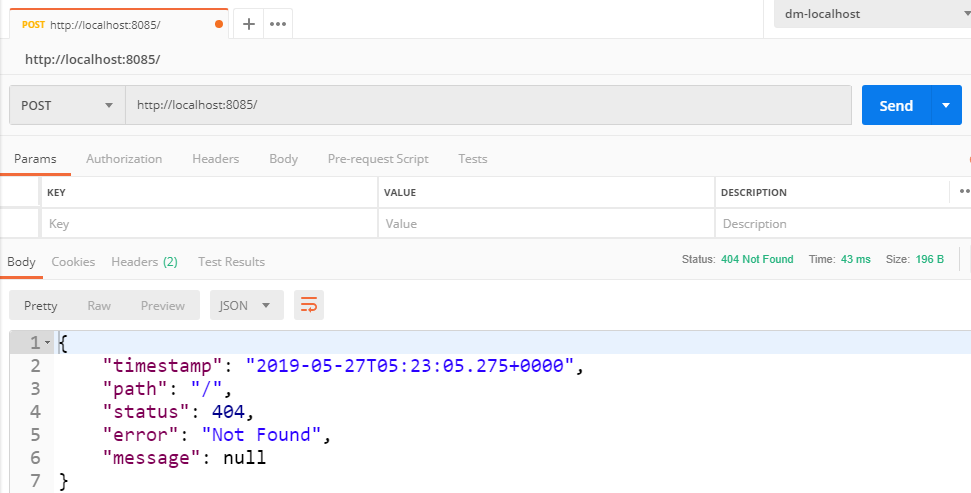 POST http://localhost:8085/
dm-localhost
http://localhost:8085/
POST http://localhost:8085/ Send
Params Authorization Headers Body Pre-request Script Tests
KEY VALUE DESCRIPTION
Key Value Description
Body Cookies Headers (2) Test Results Status: 404 Not Found Time: 43 ms Size: 196 B
Pretty Raw Preview JSON
1 {
2 "timestamp": "2019-05-27T05:23:05.275+0000",
3 "path": "/",
4 "status": 404,
5 "error": "Not Found",
6 "message": null
7 }